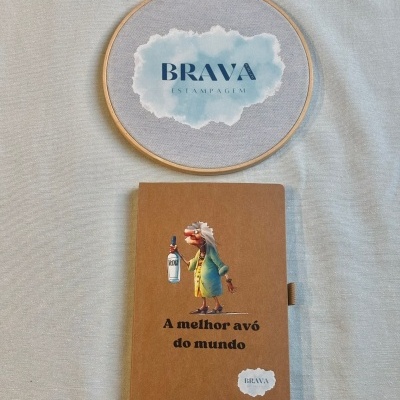 BRAVA
ESTAMPAGEM
A melhor avó
do mundo
BRAVA